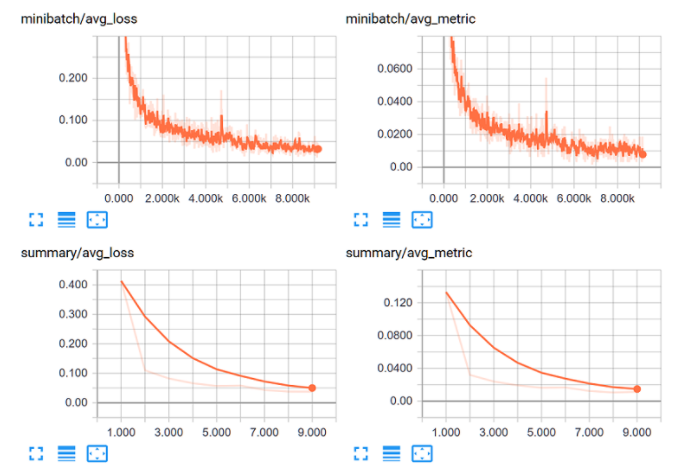 minibatch/avg_loss
0.200
0.100
0.00
0.000 2.000k 4.000k 6.000k 8.000k
minibatch/avg_metric
0.0600
0.0400
0.0200
0.00
0.000 2.000k 4.000k 6.000k 8.000k
summary/avg_loss
0.400
0.300
0.200
0.100
0.00
1.000 3.000 5.000 7.000 9.000
summary/avg_metric
0.120
0.0800
0.0400
0.00
1.000 3.000 5.000 7.000 9.000